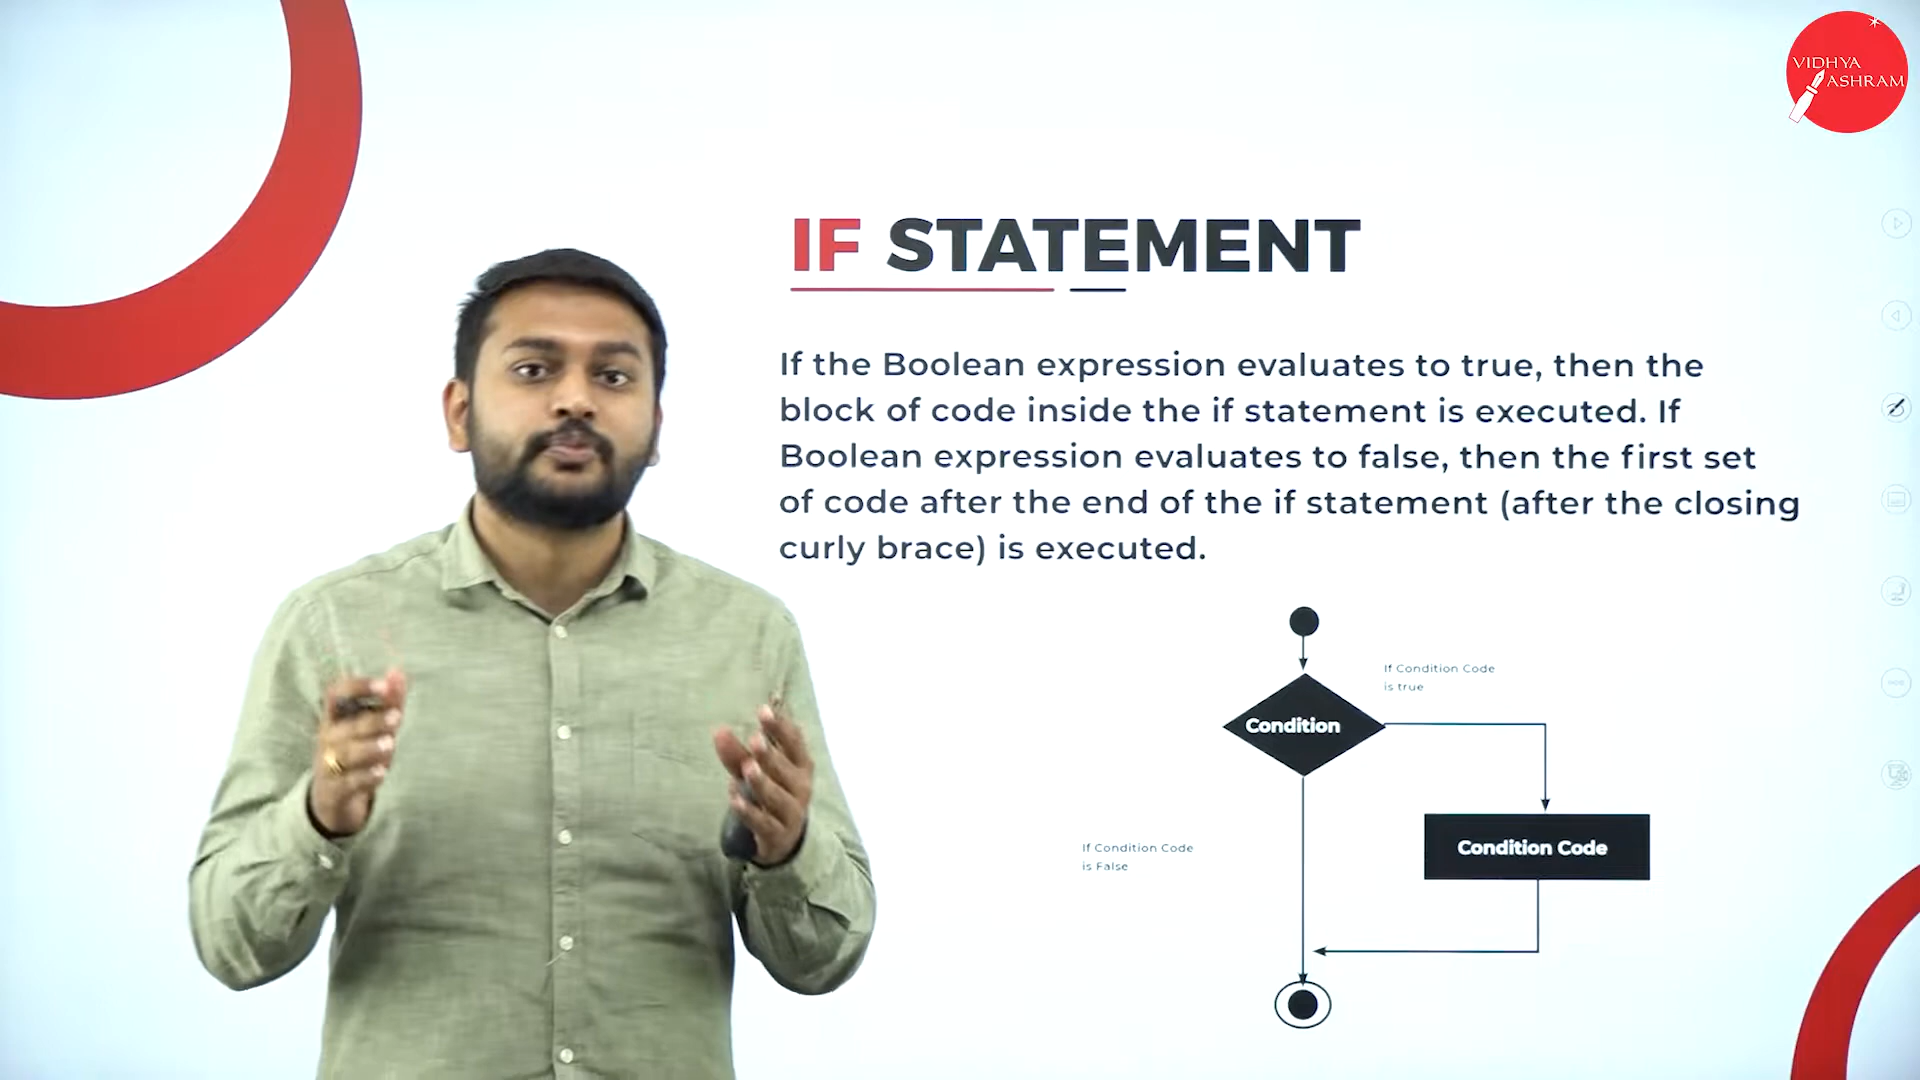 VIDHYA
ASHRAM
IF STATEMENT
If the Boolean expression evaluates to true, then the
block of code inside the if statement is executed. If
Boolean expression evaluates to false, then the first set
of code after the end of the if statement (after the closing
curly brace) is executed.
If Condition Code
is true
Condition
Condition Code
If Condition Code
is False